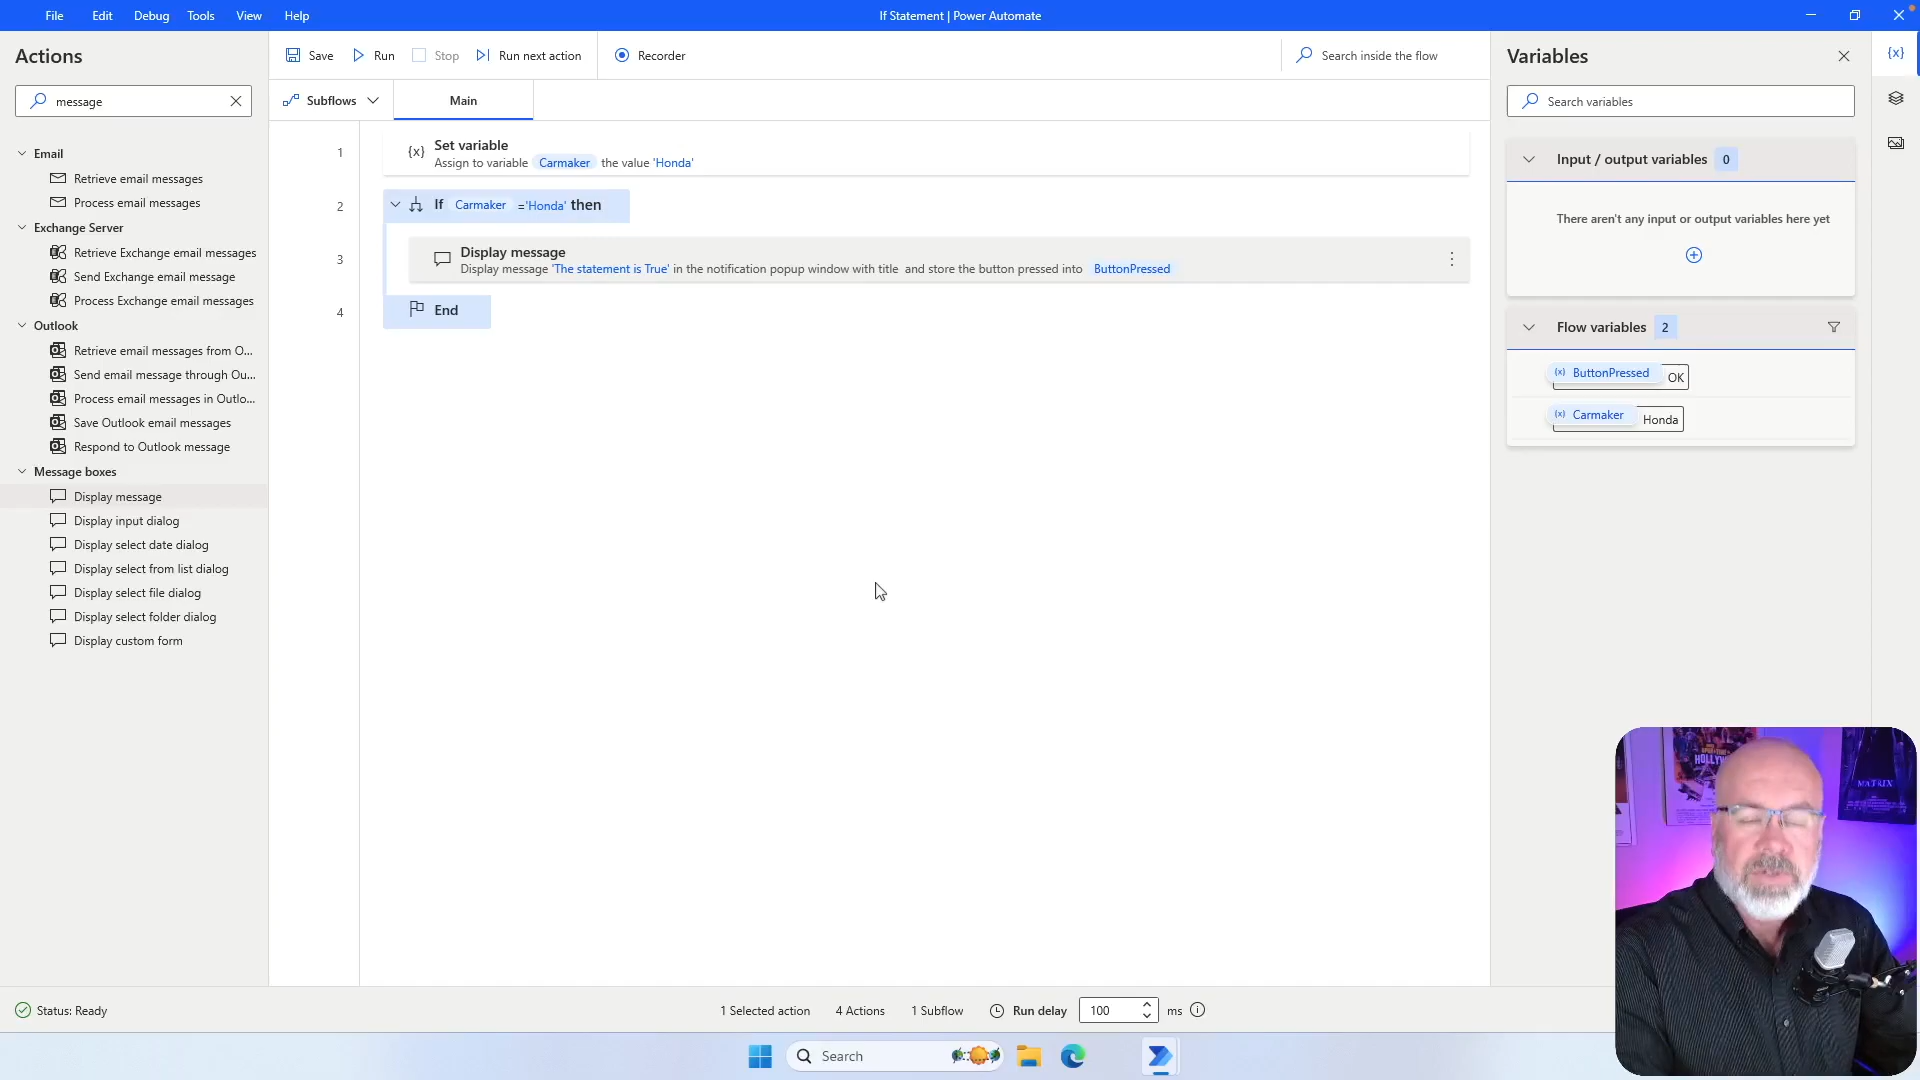 File Edit Debug Tools View Help
If Statement | Power Automate
Actions
message
Email
Retrieve email messages
Process email messages
Exchange Server
Retrieve Exchange email messages
Send Exchange email message
Process Exchange email messages
Outlook
Retrieve email messages from O...
Send email message through Ou...
Process email messages in Outlo...
Save Outlook email messages
Respond to Outlook message
Message boxes
Display message
Display input dialog
Display select date dialog
Display select from list dialog
Display select file dialog
Display select folder dialog
Display custom form
Save Run Stop Run next action Recorder
Search inside the flow
Subflows Main
1 {x} Set variable
Assign to variable Carmaker the value 'Honda'
2 If Carmaker ='Honda' then
3 Display message
Display message 'The statement is True' in the notification popup window with title and store the button pressed into ButtonPressed
4 End
Variables
{x}
Search variables
Input / output variables 0
There aren't any input or output variables here yet
Flow variables 2
(x) ButtonPressed OK
(x) Carmaker Honda
HOLLY
MATRIX
Status: Ready
1 Selected action 4 Actions 1 Subflow Run delay 100 ms
Search